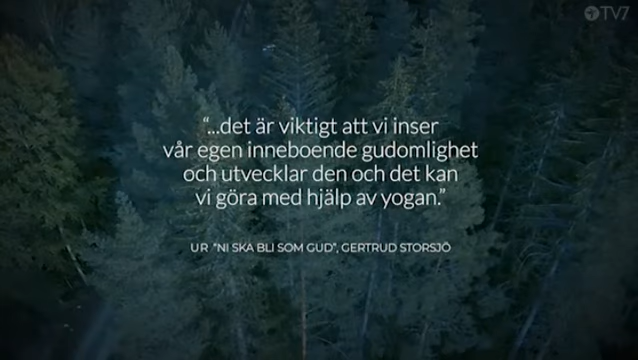 TV7
“...det är viktigt att vi inser
vår egen inneboende gudomlighet
och utvecklar den och det kan
vi göra med hjälp av yogan.”
UR "NI SKA BLI SOM GUD", GERTRUD STORSJÖ